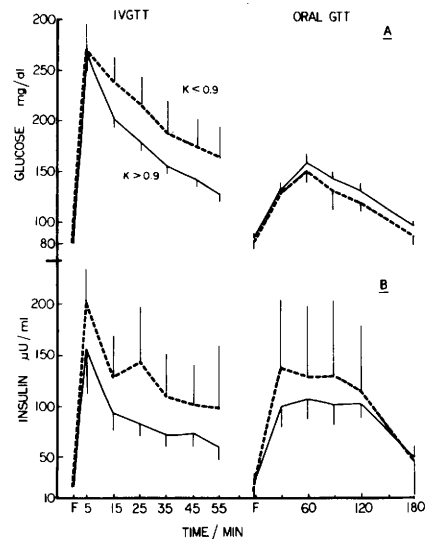 IVGTT
ORAL GTT
A
250
200
150
100
80
GLUCOSE mg/dl
K < 0.9
K > 0.9
B
200
150
100
50
10
INSULIN μU/ml
F 5 15 25 35 45 55
F 60 120 180
TIME / MIN